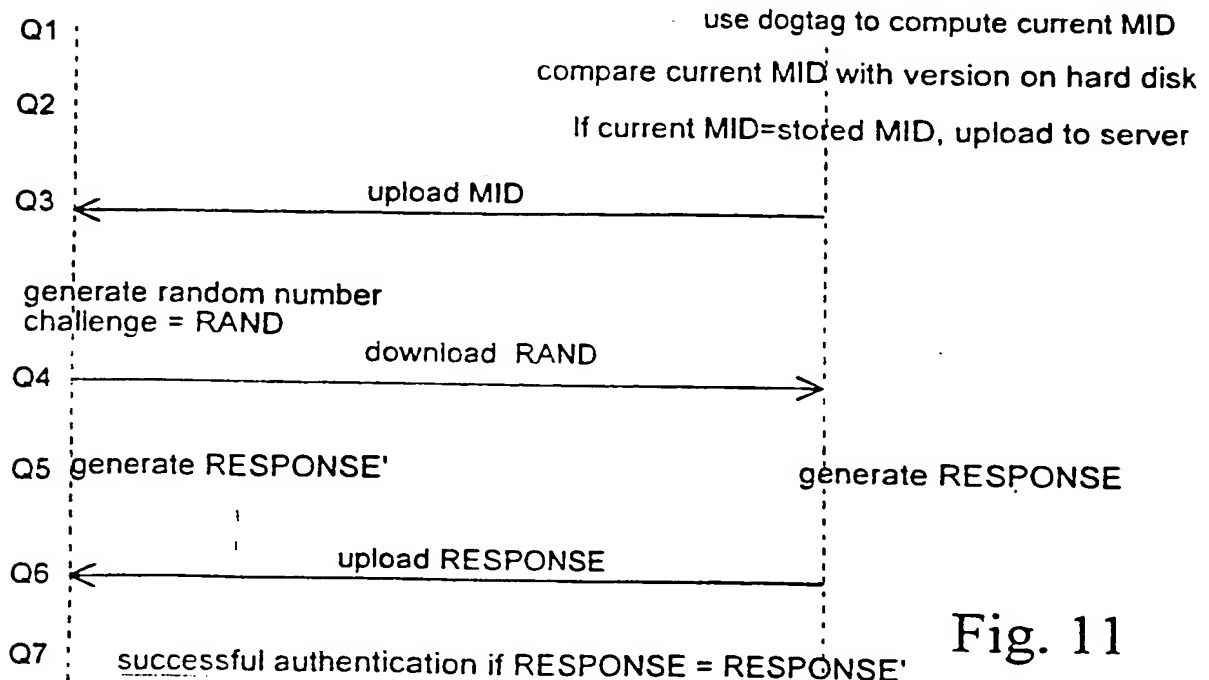 Q1 use dogtag to compute current MID
compare current MID with version on hard disk
Q2
If current MID=stored MID, upload to server
Q3 upload MID
generate random number
challenge = RAND
download RAND
Q4
Q5 generate RESPONSE' generate RESPONSE
Q6 upload RESPONSE
Fig. 11
Q7 successful authentication if RESPONSE = RESPONSE'